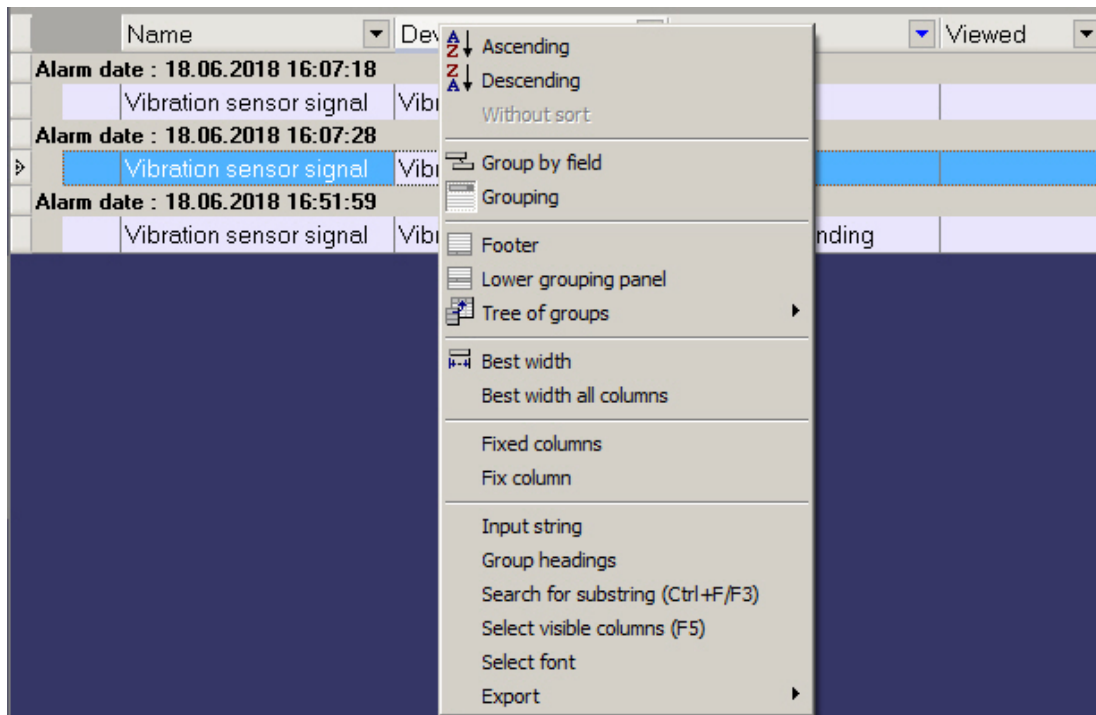 Name Dev Viewed
Alarm date : 18.06.2018 16:07:18
Vibration sensor signal Vib
Alarm date : 18.06.2018 16:07:28
Vibration sensor signal Vib
Alarm date : 18.06.2018 16:51:59
Vibration sensor signal Vib nding
Ascending
Descending
Without sort
Group by field
Grouping
Footer
Lower grouping panel
Tree of groups
Best width
Best width all columns
Fixed columns
Fix column
Input string
Group headings
Search for substring (Ctrl+F/F3)
Select visible columns (F5)
Select font
Export